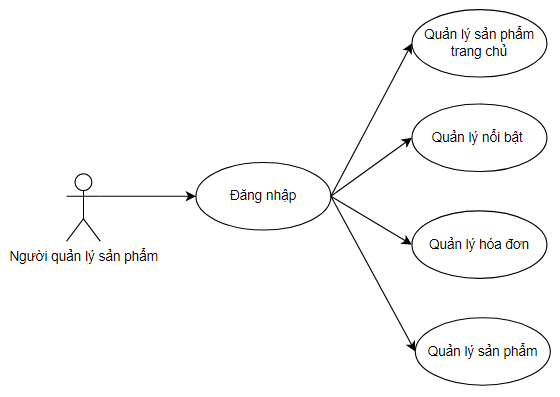 Quản lý sản phẩm
trang chủ
Quản lý nổi bật
Đăng nhập
Quản lý hóa đơn
Người quản lý sản phẩm
Quản lý sản phẩm